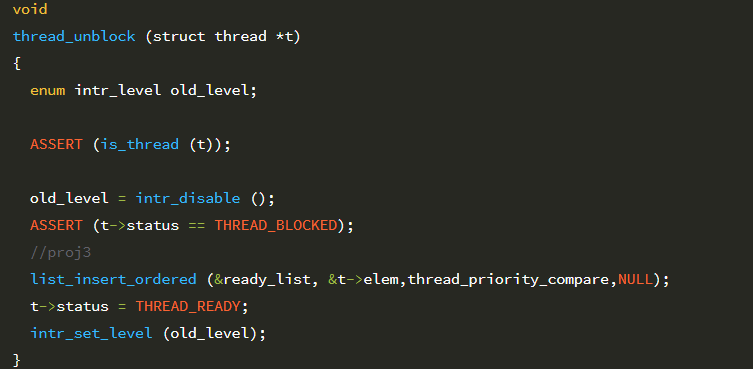 void
thread_unblock (struct thread *t)
{
  enum intr_level old_level;
  ASSERT (is_thread (t));
  old_level = intr_disable ();
  ASSERT (t->status == THREAD_BLOCKED);
  //proj3
  list_insert_ordered (&ready_list, &t->elem,thread_priority_compare,NULL);
  t->status = THREAD_READY;
  intr_set_level (old_level);
}